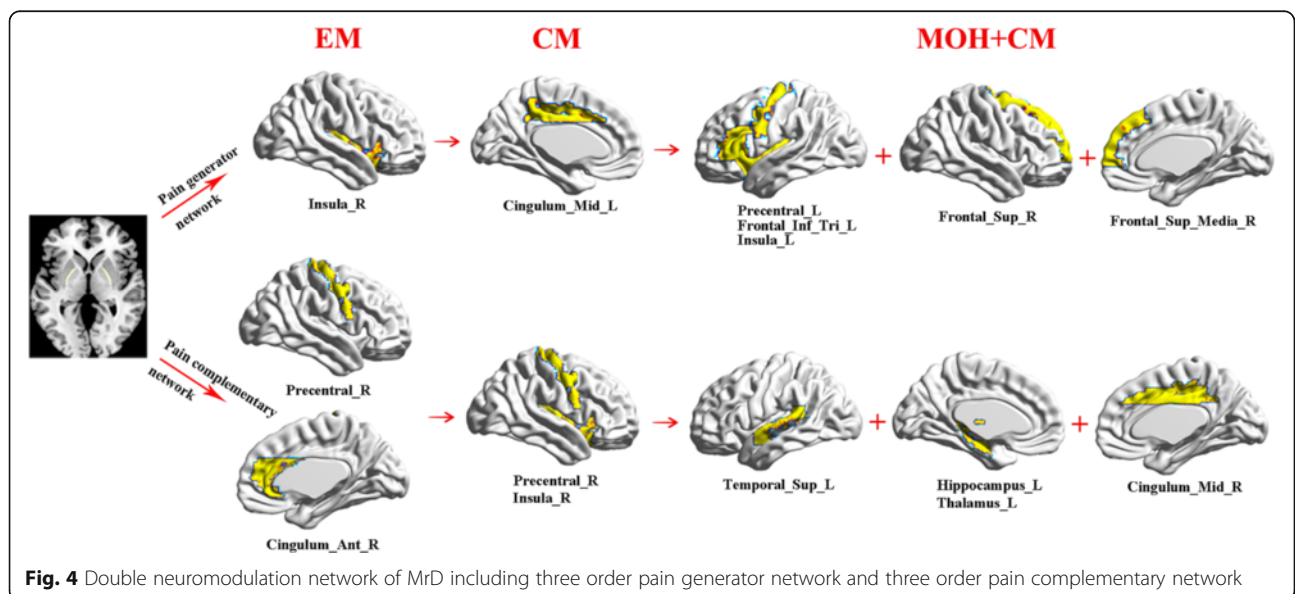 EM
CM
MOH+CM
Pain generator
network
Insula_R
Cingulum_Mid_L
Precentral_L
Frontal_Inf_Tri_L
Insula_L
Frontal_Sup_R
Frontal_Sup_Media_R
Pain complementary
network
Precentral_R
Cingulum_Ant_R
Precentral_R
Insula_R
Temporal_Sup_L
Hippocampus_L
Thalamus_L
Cingulum_Mid_R
Fig. 4 Double neuromodulation network of MrD including three order pain generator network and three order pain complementary network